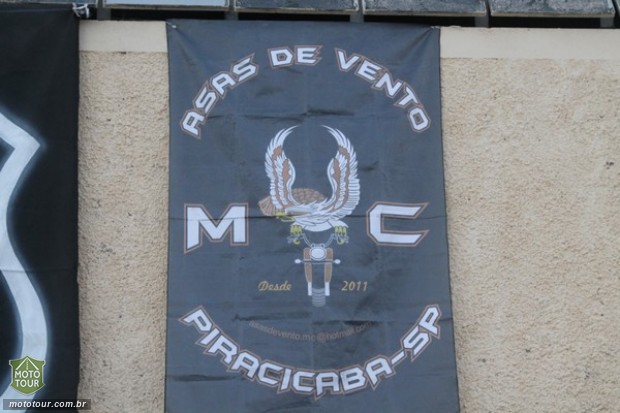 ASAS DE VENTO
M C
Desde 2011
PIRACICABA-SP
MOTO
TOUR
mototour.com.br